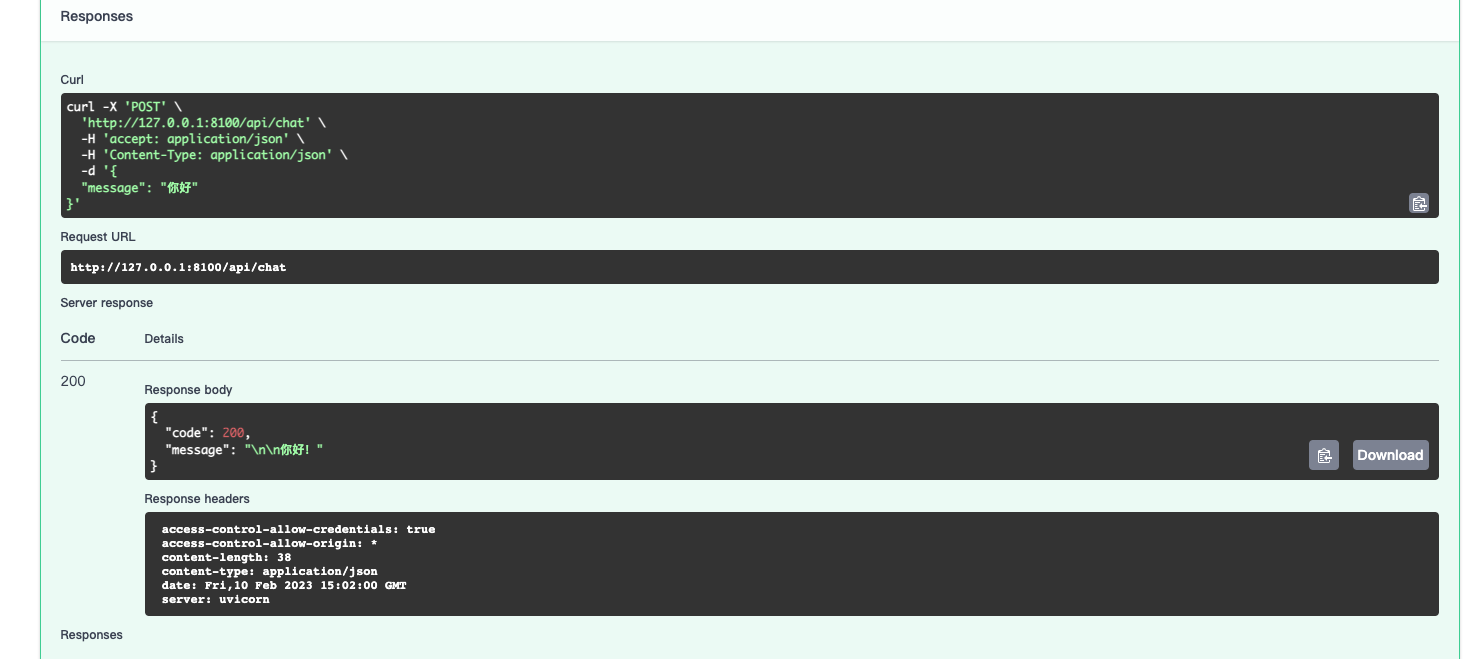 Responses
Curl
curl -X 'POST' \
  'http://127.0.0.1:8100/api/chat' \
  -H 'accept: application/json' \
  -H 'Content-Type: application/json' \
  -d '{
  "message": "你好"
}'
Request URL
http://127.0.0.1:8100/api/chat
Server response
Code Details
200
Response body
{
  "code": 200,
  "message": "\n\n你好！"
}
Download
Response headers
access-control-allow-credentials: true
access-control-allow-origin: *
content-length: 38
content-type: application/json
date: Fri,10 Feb 2023 15:02:00 GMT
server: uvicorn
Responses